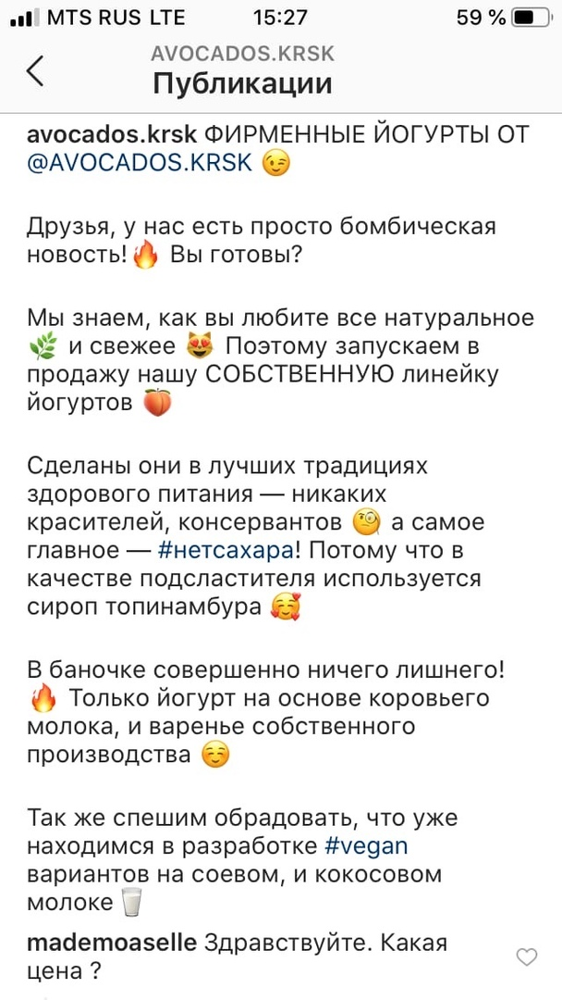 MTS RUS LTE 15:27 59 %
AVOCADOS.KRSK
Публикации
avocados.krsk ФИРМЕННЫЕ ЙОГУРТЫ ОТ
@AVOCADOS.KRSK 😉
Друзья, у нас есть просто бомбическая
новость!🔥 Вы готовы?
Мы знаем, как вы любите все натуральное
🌿 и свежее 😻 Поэтому запускаем в
продажу нашу СОБСТВЕННУЮ линейку
йогуртов 🍑
Сделаны они в лучших традициях
здорового питания — никаких
красителей, консервантов 🧐 а самое
главное — #нетсахара! Потому что в
качестве подсластителя используется
сироп топинамбура 🥰
В баночке совершенно ничего лишнего!
🔥 Только йогурт на основе коровьего
молока, и варенье собственного
производства ☺️
Так же спешим обрадовать, что уже
находимся в разработке #vegan
вариантов на соевом, и кокосовом
молоке🥛
mademoaselle Здравствуйте. Какая
цена ?